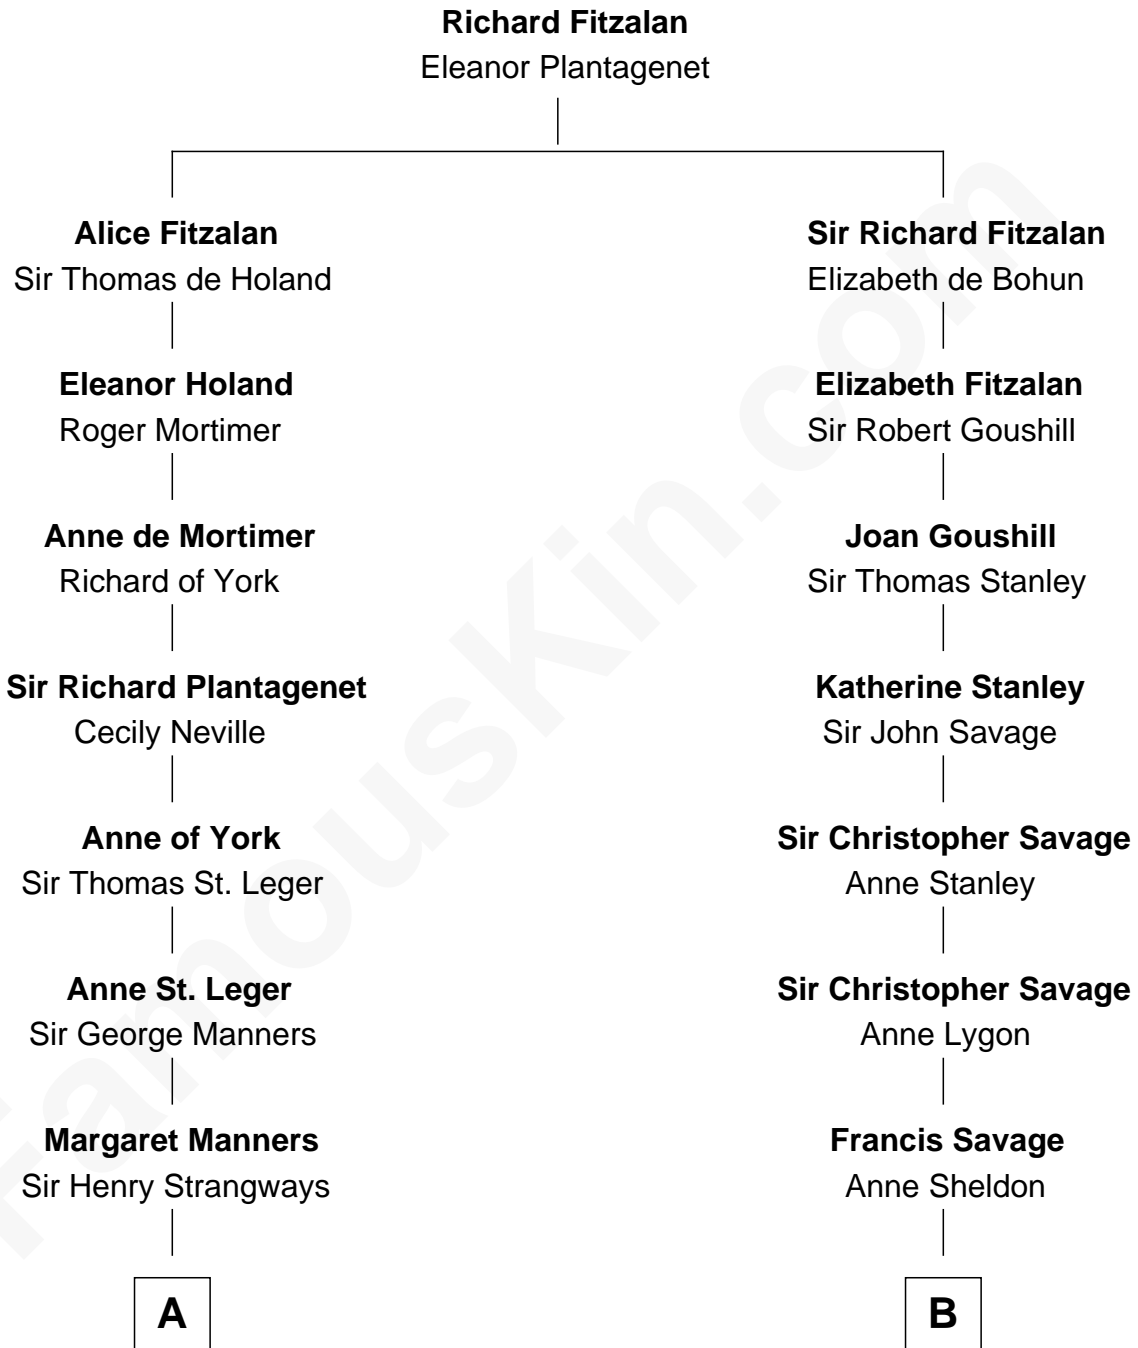 Richard Fitzalan
Eleanor Plantagenet
Alice Fitzalan
Sir Thomas de Holand
Eleanor Holand
Roger Mortimer
Anne de Mortimer
Richard of York
Sir Richard Plantagenet
Cecily Neville
Anne of York
Sir Thomas St. Leger
Anne St. Leger
Sir George Manners
Margaret Manners
Sir Henry Strangways
A
Sir Richard Fitzalan
Elizabeth de Bohun
Elizabeth Fitzalan
Sir Robert Goushill
Joan Goushill
Sir Thomas Stanley
Katherine Stanley
Sir John Savage
Sir Christopher Savage
Anne Stanley
Sir Christopher Savage
Anne Lygon
Francis Savage
Anne Sheldon
B
FamousKin.com